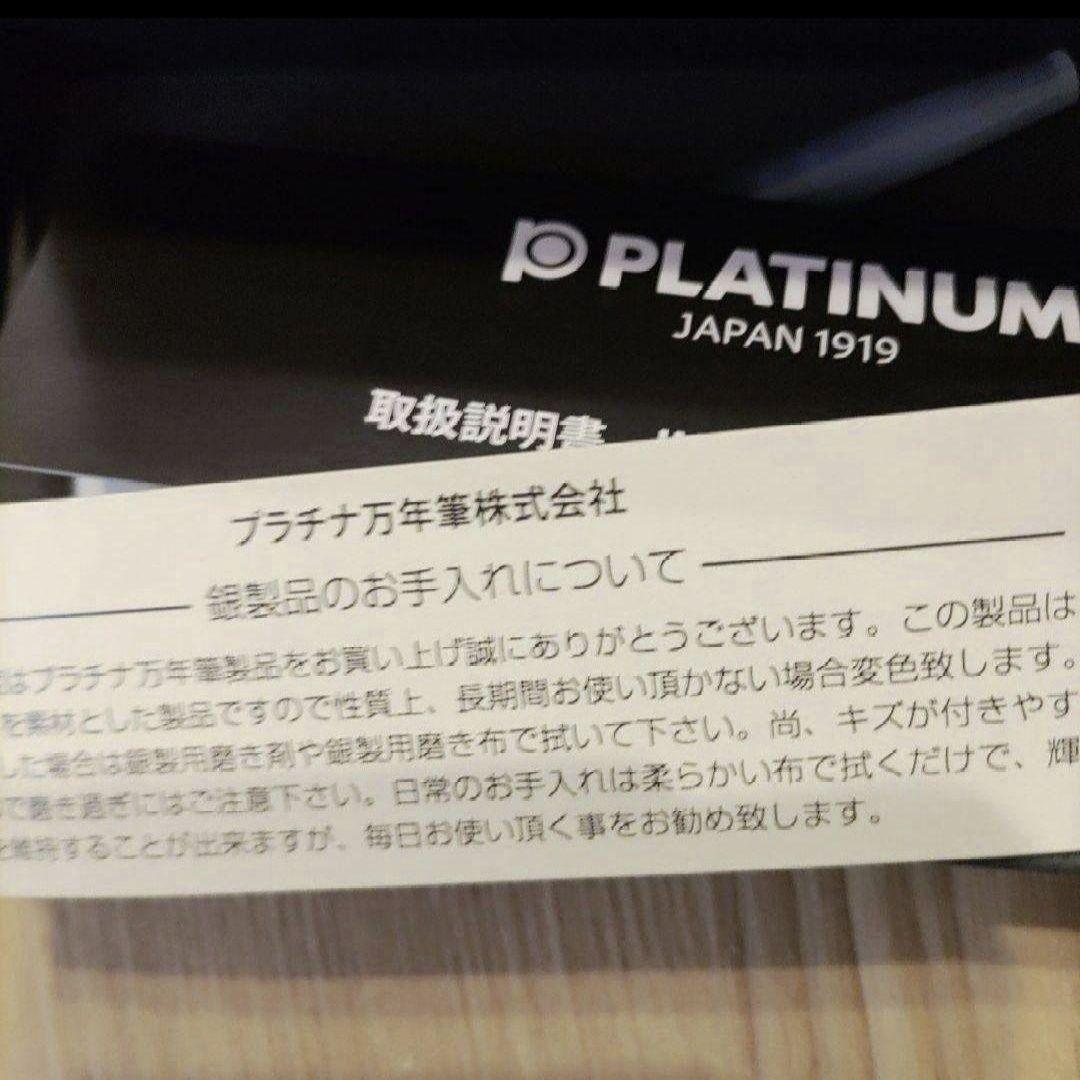 PLATINUM
JAPAN 1919
取扱説明書
プラチナ万年筆株式会社
銀製品のお手入れについて
はプラチナ万年筆製品をお買い上げ誠にありがとうございます。この製品は
を素材とした製品ですので性質上、長期間お使い頂かない場合変色致します。
した場合は銀製用磨き剤や銀製用磨き布で拭いて下さい。尚、キズが付きやす
で磨き過ぎにはご注意下さい。日常のお手入れは柔らかい布で拭くだけで、輝
を維持することが出来ますが、毎日お使い頂く事をお勧め致します。